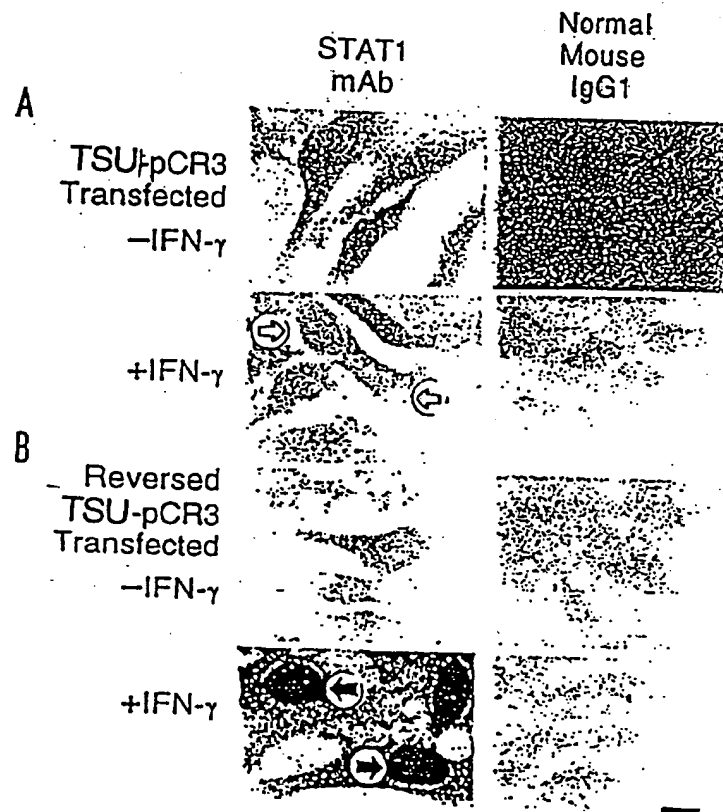 STAT1
mAb
Normal
Mouse
IgG1
A
TSU-pCR3
Transfected
−IFN-γ
+IFN-γ
B
Reversed
TSU-pCR3
Transfected
−IFN-γ
+IFN-γ